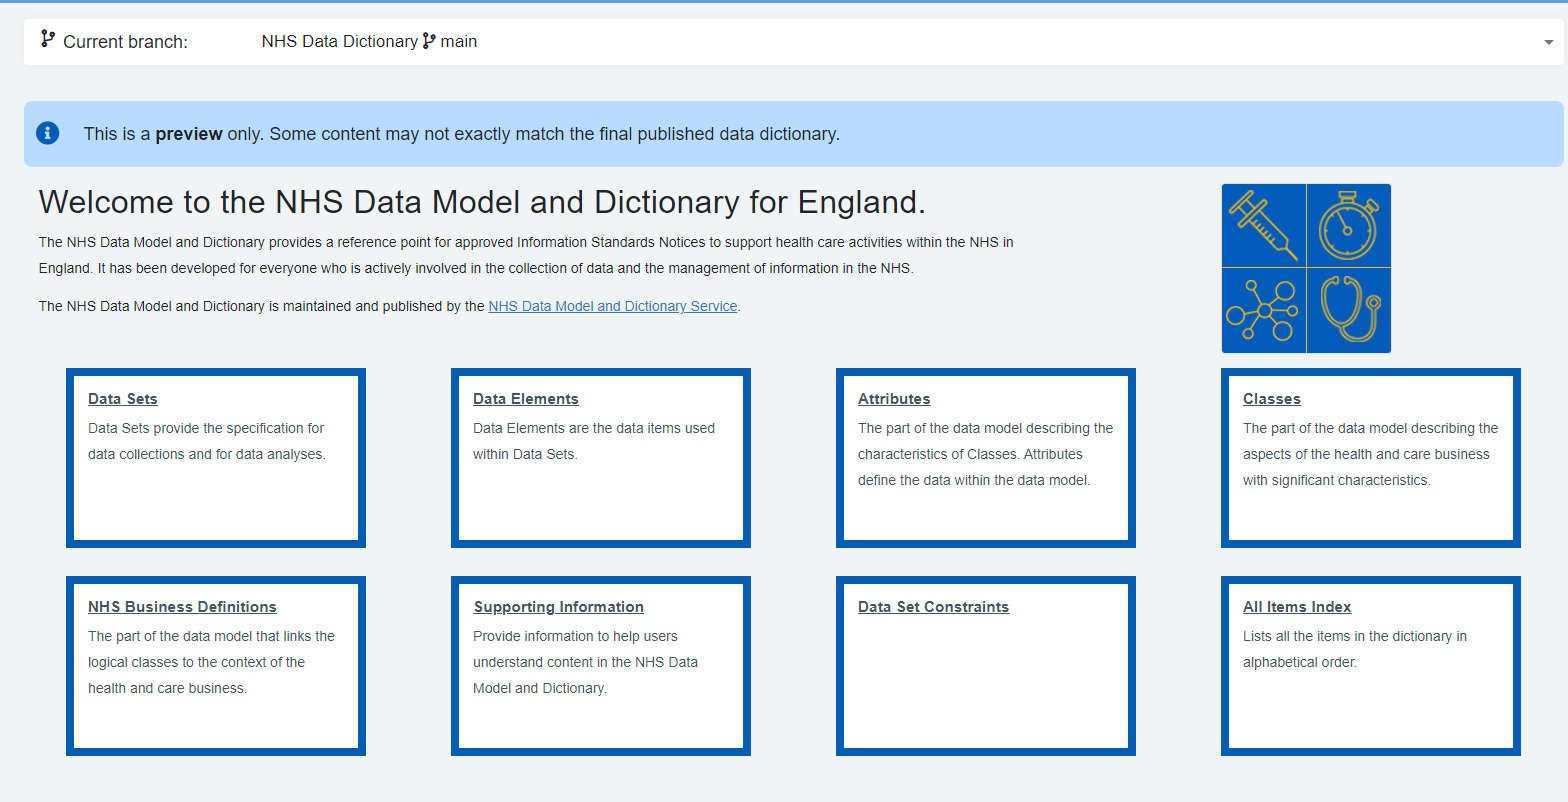 Current branch: NHS Data Dictionary main
This is a preview only. Some content may not exactly match the final published data dictionary.
Welcome to the NHS Data Model and Dictionary for England.
The NHS Data Model and Dictionary provides a reference point for approved Information Standards Notices to support health care activities within the NHS in
England. It has been developed for everyone who is actively involved in the collection of data and the management of information in the NHS.
The NHS Data Model and Dictionary is maintained and published by the NHS Data Model and Dictionary Service.
Data Sets
Data Sets provide the specification for
data collections and for data analyses.
Data Elements
Data Elements are the data items used
within Data Sets.
Attributes
The part of the data model describing the
characteristics of Classes. Attributes
define the data within the data model.
Classes
The part of the data model describing the
aspects of the health and care business
with significant characteristics.
NHS Business Definitions
The part of the data model that links the
logical classes to the context of the
health and care business.
Supporting Information
Provide information to help users
understand content in the NHS Data
Model and Dictionary.
Data Set Constraints
All Items Index
Lists all the items in the dictionary in
alphabetical order.